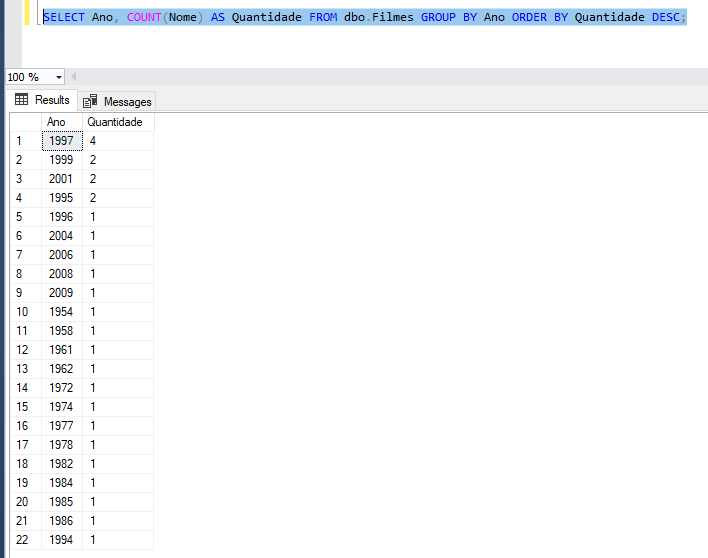 SELECT Ano, COUNT(Nome) AS Quantidade FROM dbo.Filmes GROUP BY Ano ORDER BY Quantidade DESC;
100 %
Results Messages
Ano Quantidade
1 1997 4
2 1999 2
3 2001 2
4 1995 2
5 1996 1
6 2004 1
7 2006 1
8 2008 1
9 2009 1
10 1954 1
11 1958 1
12 1961 1
13 1962 1
14 1972 1
15 1974 1
16 1977 1
17 1978 1
18 1982 1
19 1984 1
20 1985 1
21 1986 1
22 1994 1